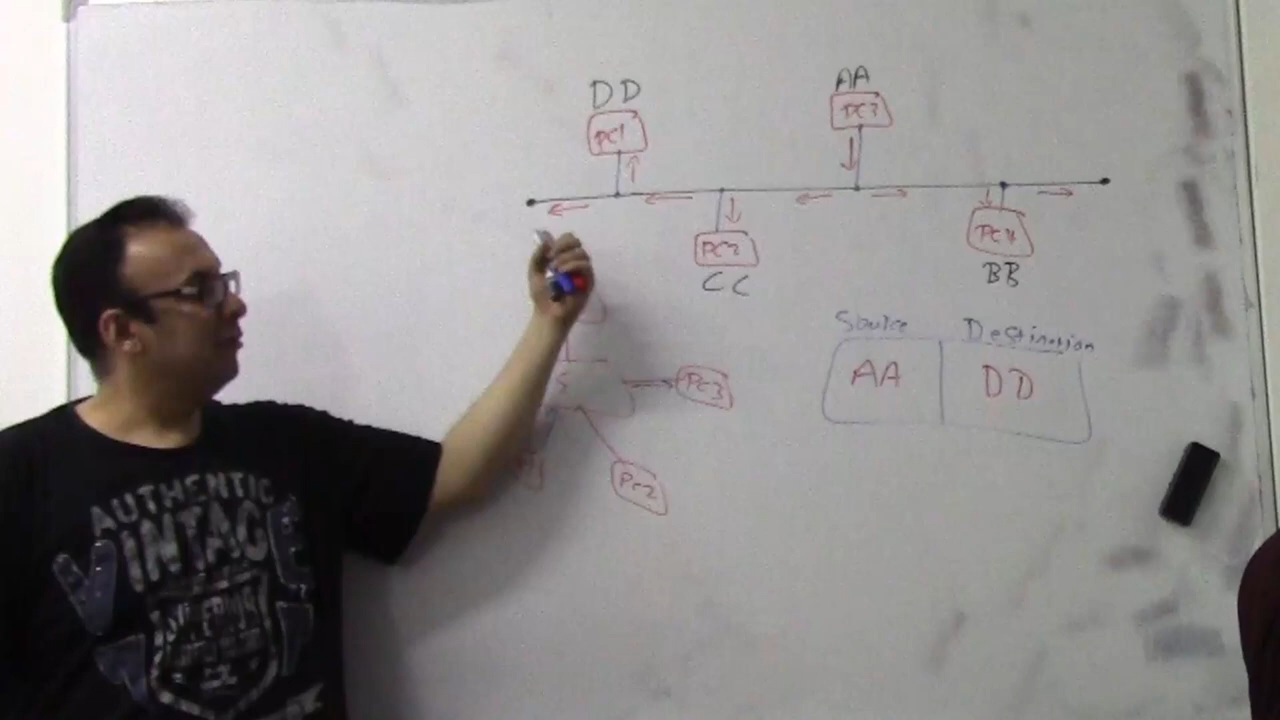 DD
AA
PC1
PC3
PC2
PC4
CC
BB
Source Destination
AA DD
PC3
PC2
AUTHENTIC
VINTAGE